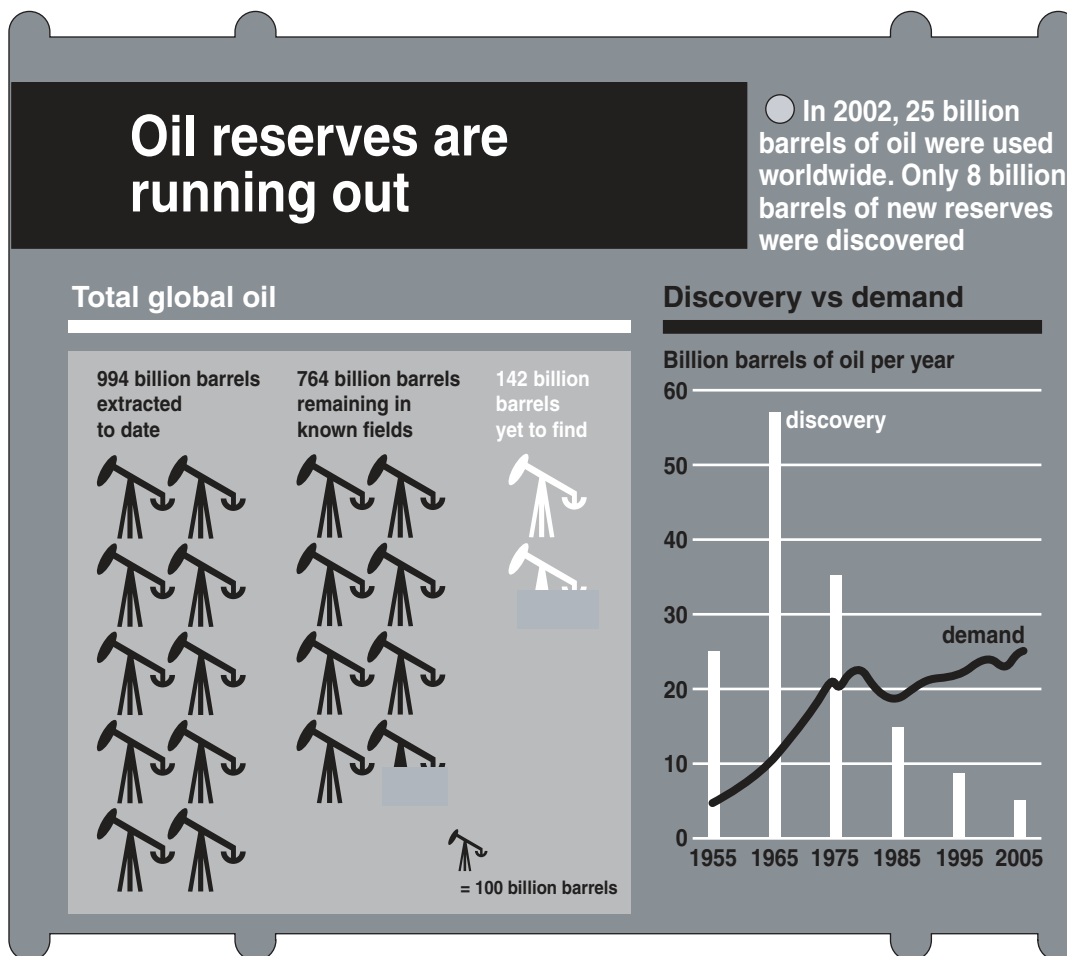 Oil reserves are
running out
In 2002, 25 billion
barrels of oil were used
worldwide. Only 8 billion
barrels of new reserves
were discovered
Total global oil
994 billion barrels
extracted
to date
764 billion barrels
remaining in
known fields
142 billion
barrels
yet to find
= 100 billion barrels
Discovery vs demand
Billion barrels of oil per year
60
discovery
50
40
30
demand
20
10
0
1955 1965 1975 1985 1995 2005